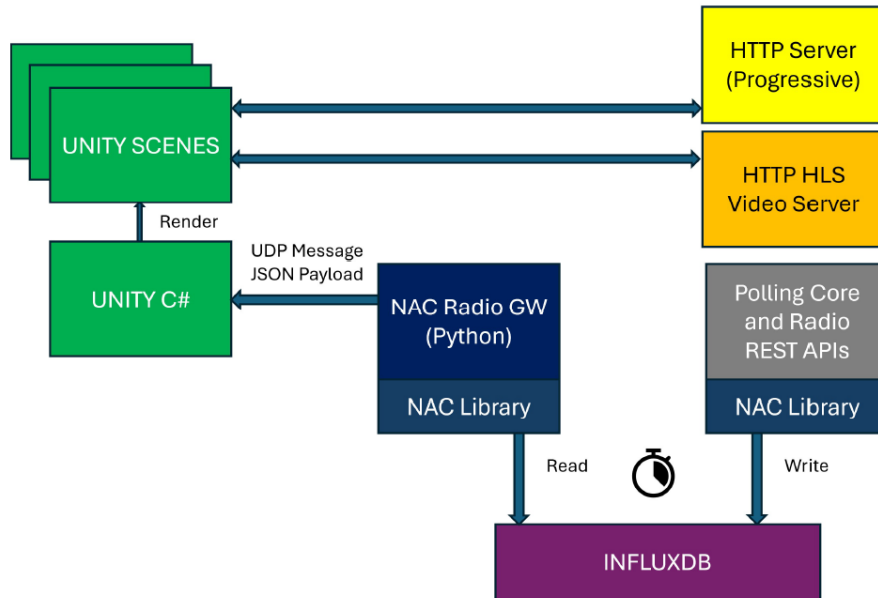 HTTP Server
(Progressive)
UNITY SCENES
HTTP HLS
Video Server
Render
UDP Message
JSON Payload
UNITY C#
NAC Radio GW
(Python)
Polling Core
and Radio
REST APIs
NAC Library
NAC Library
Read
Write
INFLUXDB